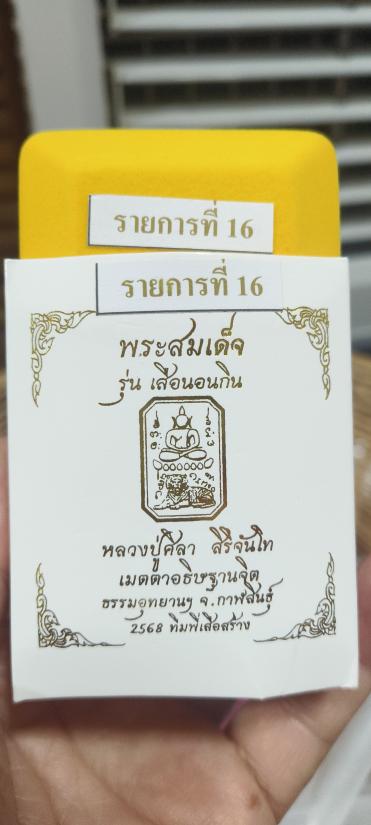 รายการที่ 16
รายการที่ 16
พระสมเด็จ
รุ่น เสือนอนกิน
หลวงปู่ศิลา สิริจันโท
เมตตาอธิษฐานจิต
ธรรมอุทยานฯ จ.กาฬสินธุ์
2568 ทิมพี่เสือสร้าง